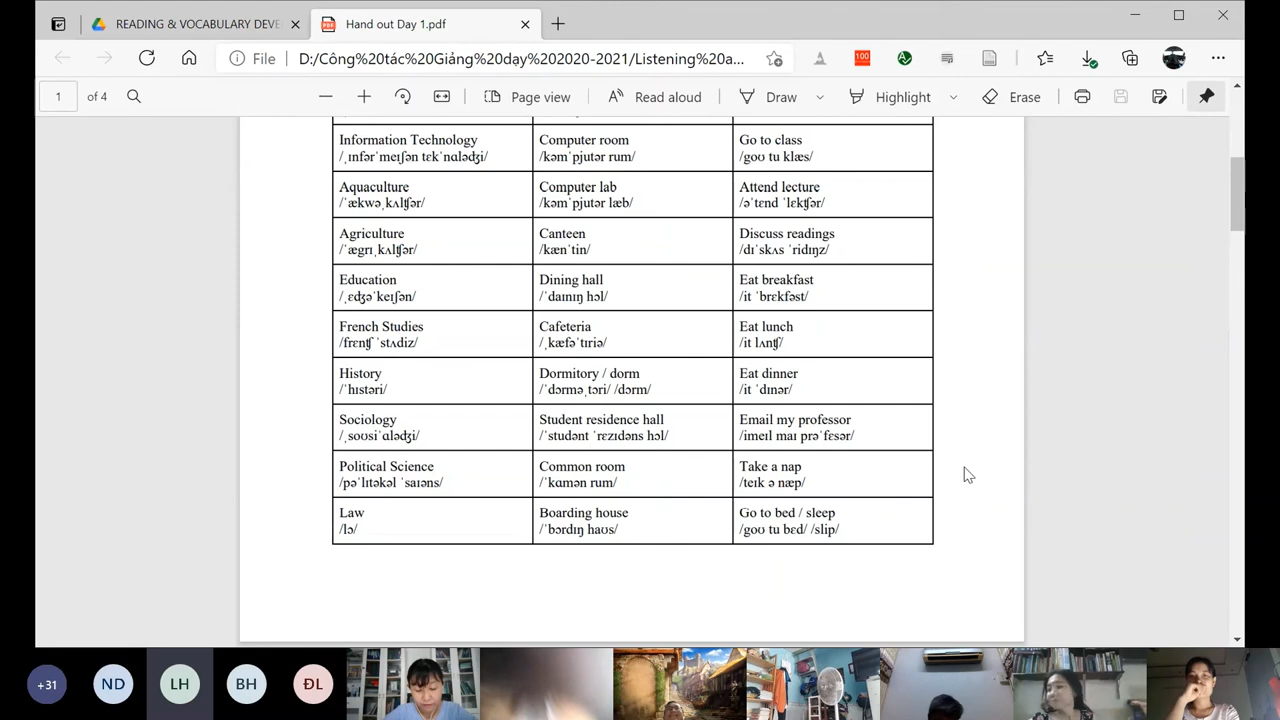 READING & VOCABULARY DEVE
Hand out Day 1.pdf
File
D:/Công%20tác%20Giảng%20dạy%202020-2021/Listening%20a...
100
1
of 4
Page view
Read aloud
Draw
Highlight
Erase
Information Technology
/ˌɪnfərˈmeɪʃən tɛkˈnɑləʤi/
Computer room
/kəmˈpjutər rum/
Go to class
/goʊ tu klæs/
Aquaculture
/ˈækwəˌkʌlʧər/
Computer lab
/kəmˈpjutər læb/
Attend lecture
/əˈtɛnd ˈlɛkʧər/
Agriculture
/ˈægrɪˌkʌlʧər/
Canteen
/kænˈtin/
Discuss readings
/dɪˈskʌs ˈridɪŋz/
Education
/ˌɛʤəˈkeɪʃən/
Dining hall
/ˈdaɪnɪŋ hɔl/
Eat breakfast
/it ˈbrɛkfəst/
French Studies
/frɛnʧ ˈstʌdiz/
Cafeteria
/ˌkæfəˈtɪriə/
Eat lunch
/it lʌnʧ/
History
/ˈhɪstəri/
Dormitory / dorm
/ˈdɔrməˌtɔri/ /dɔrm/
Eat dinner
/it ˈdɪnər/
Sociology
/ˌsoʊsiˈɑləʤi/
Student residence hall
/ˈstudənt ˈrɛzɪdəns hɔl/
Email my professor
/imeɪl maɪ prəˈfɛsər/
Political Science
/pəˈlɪtəkəl ˈsaɪəns/
Common room
/ˈkɑmən rum/
Take a nap
/teɪk ə næp/
Law
/lɔ/
Boarding house
/ˈbɔrdɪŋ haʊs/
Go to bed / sleep
/goʊ tu bɛd/ /slip/
+31
ND
LH
BH
ĐL